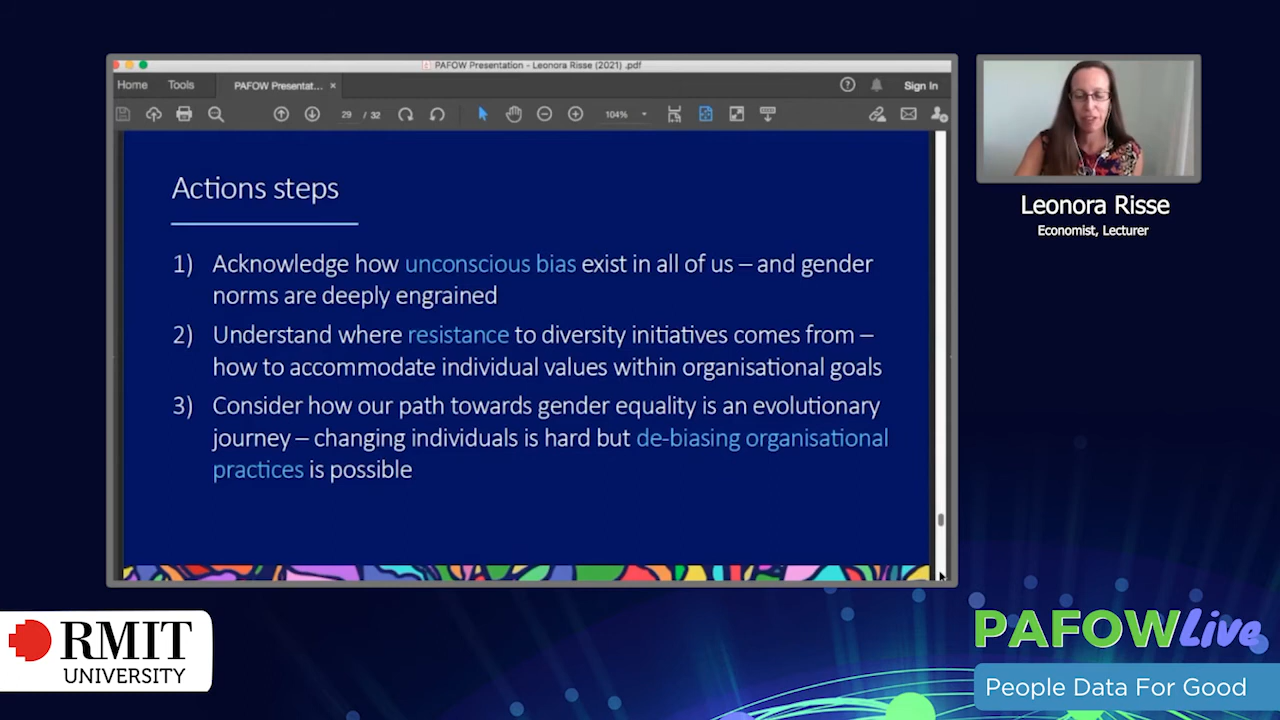 PAFOW Presentation - Leonora Risse (2021) .pdf
Home Tools PAFOW Presentat... × Sign In
29 / 32 104%
Actions steps
1) Acknowledge how unconscious bias exist in all of us – and gender
norms are deeply engrained
2) Understand where resistance to diversity initiatives comes from –
how to accommodate individual values within organisational goals
3) Consider how our path towards gender equality is an evolutionary
journey – changing individuals is hard but de-biasing organisational
practices is possible
Leonora Risse
Economist, Lecturer
RMIT
UNIVERSITY
PAFOWLive
People Data For Good